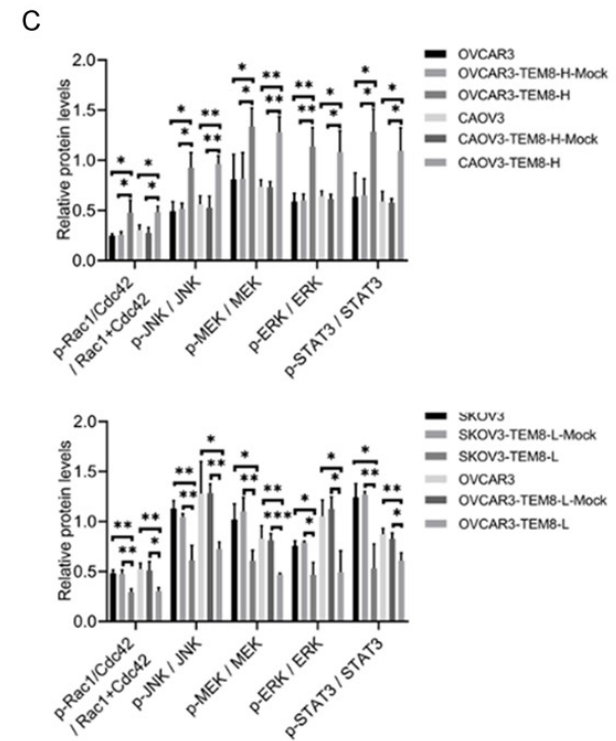 C
2.0
1.5
1.0
0.5
0.0
Relative protein levels
* * * * * * ** ** * * ** ** ** ** * * * * * *
p-Rac1/Cdc42
/ Rac1+Cdc42
p-JNK / JNK
p-MEK / MEK
p-ERK / ERK
p-STAT3 / STAT3
OVCAR3
OVCAR3-TEM8-H-Mock
OVCAR3-TEM8-H
CAOV3
CAOV3-TEM8-H-Mock
CAOV3-TEM8-H
2.0
1.5
1.0
0.5
0.0
Relative protein levels
** ** ** * ** ** * ** * ** ** *** * * * * * ** ** *
p-Rac1/Cdc42
/ Rac1+Cdc42
p-JNK / JNK
p-MEK / MEK
p-ERK / ERK
p-STAT3 / STAT3
SKOV3
SKOV3-TEM8-L-Mock
SKOV3-TEM8-L
OVCAR3
OVCAR3-TEM8-L-Mock
OVCAR3-TEM8-L